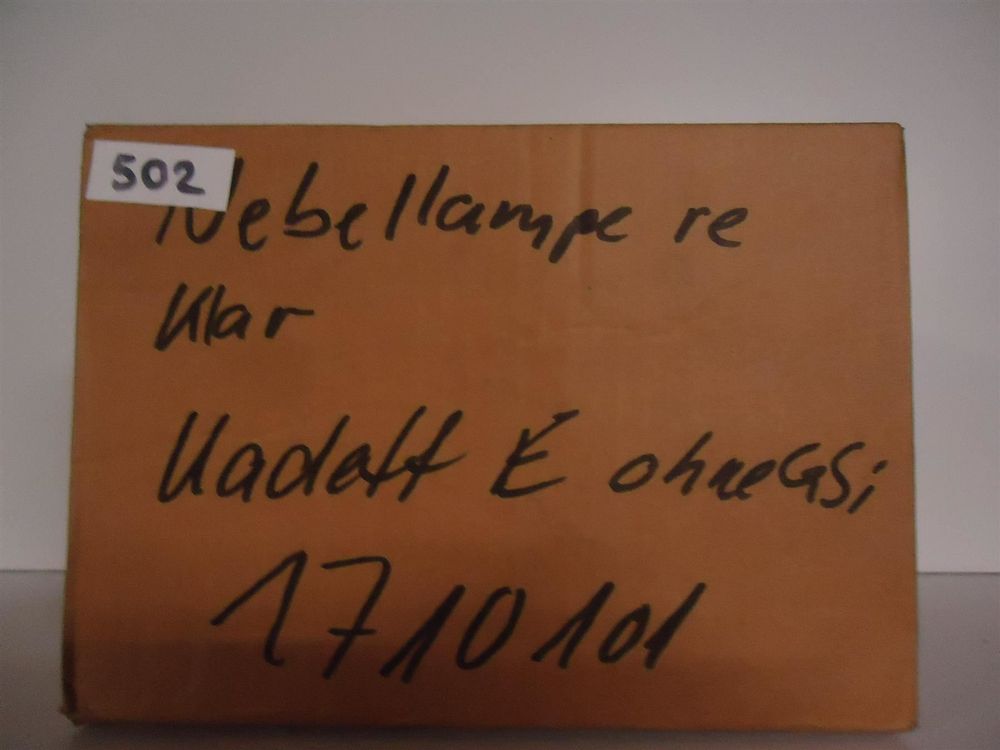 502
Nebellampe re
Klar
Kadett E ohne GSi
1710101